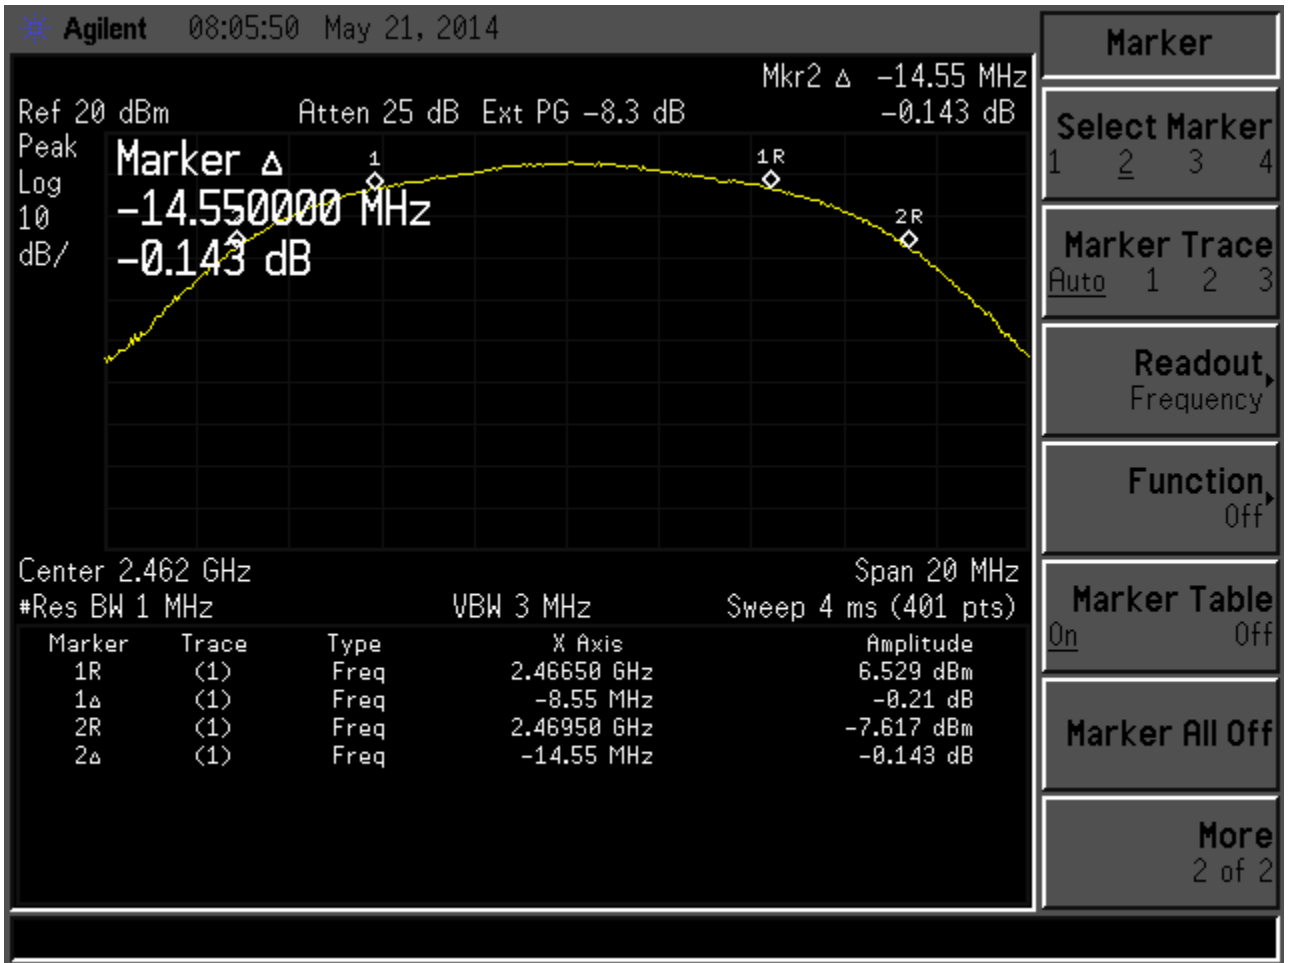 Agilent 08:05:50 May 21, 2014
Mkr2 Δ -14.55 MHz
Ref 20 dBm Atten 25 dB Ext PG -8.3 dB -0.143 dB
Peak
Log
10
dB/
Marker Δ
-14.550000 MHz
-0.143 dB
1
1R
2R
Center 2.462 GHz Span 20 MHz
#Res BW 1 MHz VBW 3 MHz Sweep 4 ms (401 pts)
Marker Trace Type X Axis Amplitude
1R (1) Freq 2.46650 GHz 6.529 dBm
1Δ (1) Freq -8.55 MHz -0.21 dB
2R (1) Freq 2.46950 GHz -7.617 dBm
2Δ (1) Freq -14.55 MHz -0.143 dB
Marker
Select Marker
1 2 3 4
Marker Trace
Auto 1 2 3
Readout
Frequency
Function
Off
Marker Table
On Off
Marker All Off
More
2 of 2